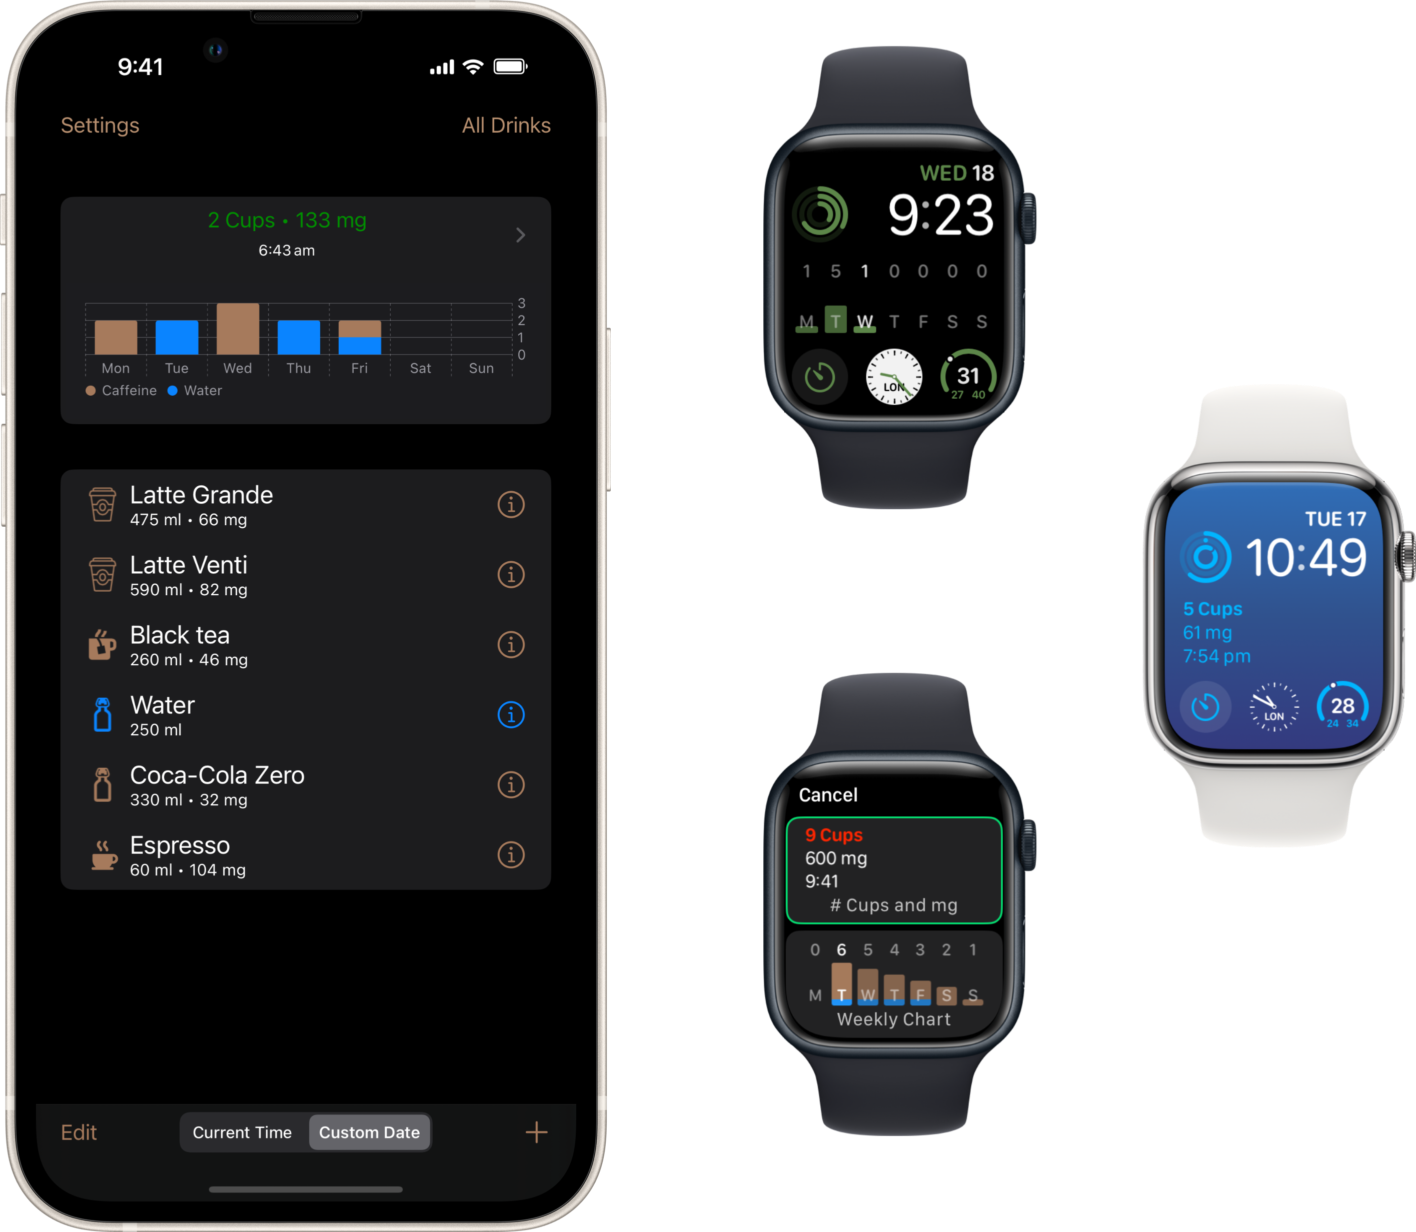 9:41
Settings
All Drinks
2 Cups • 133 mg
6:43 am
3
2
1
0
Mon Tue Wed Thu Fri Sat Sun
Caffeine Water
Latte Grande
475 ml • 66 mg
Latte Venti
590 ml • 82 mg
Black tea
260 ml • 46 mg
Water
250 ml
Coca-Cola Zero
330 ml • 32 mg
Espresso
60 ml • 104 mg
Edit
Current Time
Custom Date
WED 18
9:23
1 5 1 0 0 0 0
M T W T F S S
LON
31
27 40
TUE 17
10:49
5 Cups
61 mg
7:54 pm
LON
28
24 34
Cancel
9 Cups
600 mg
9:41
# Cups and mg
0 6 5 4 3 2 1
M T W T F S S
Weekly Chart